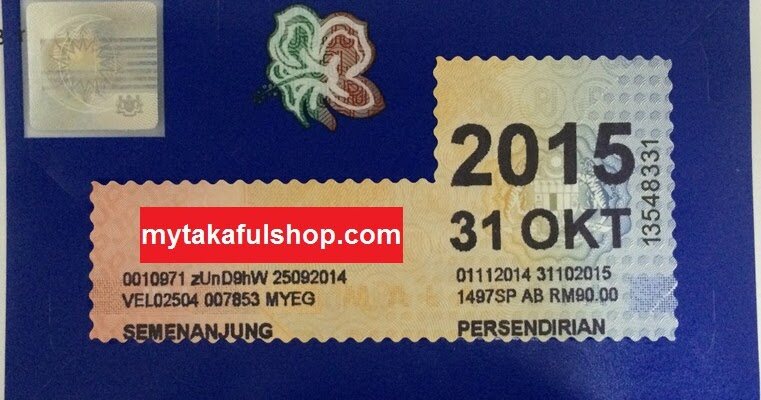 2015
31 OKT
13548331
mytakafulshop.com
0010971 zUnD9hW 25092014
VEL02504 007853 MYEG
SEMENANJUNG
01112014 31102015
1497SP AB RM90.00
PERSENDIRIAN